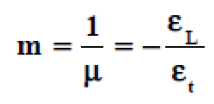 m = 1/μ = − ε_L/ε_t